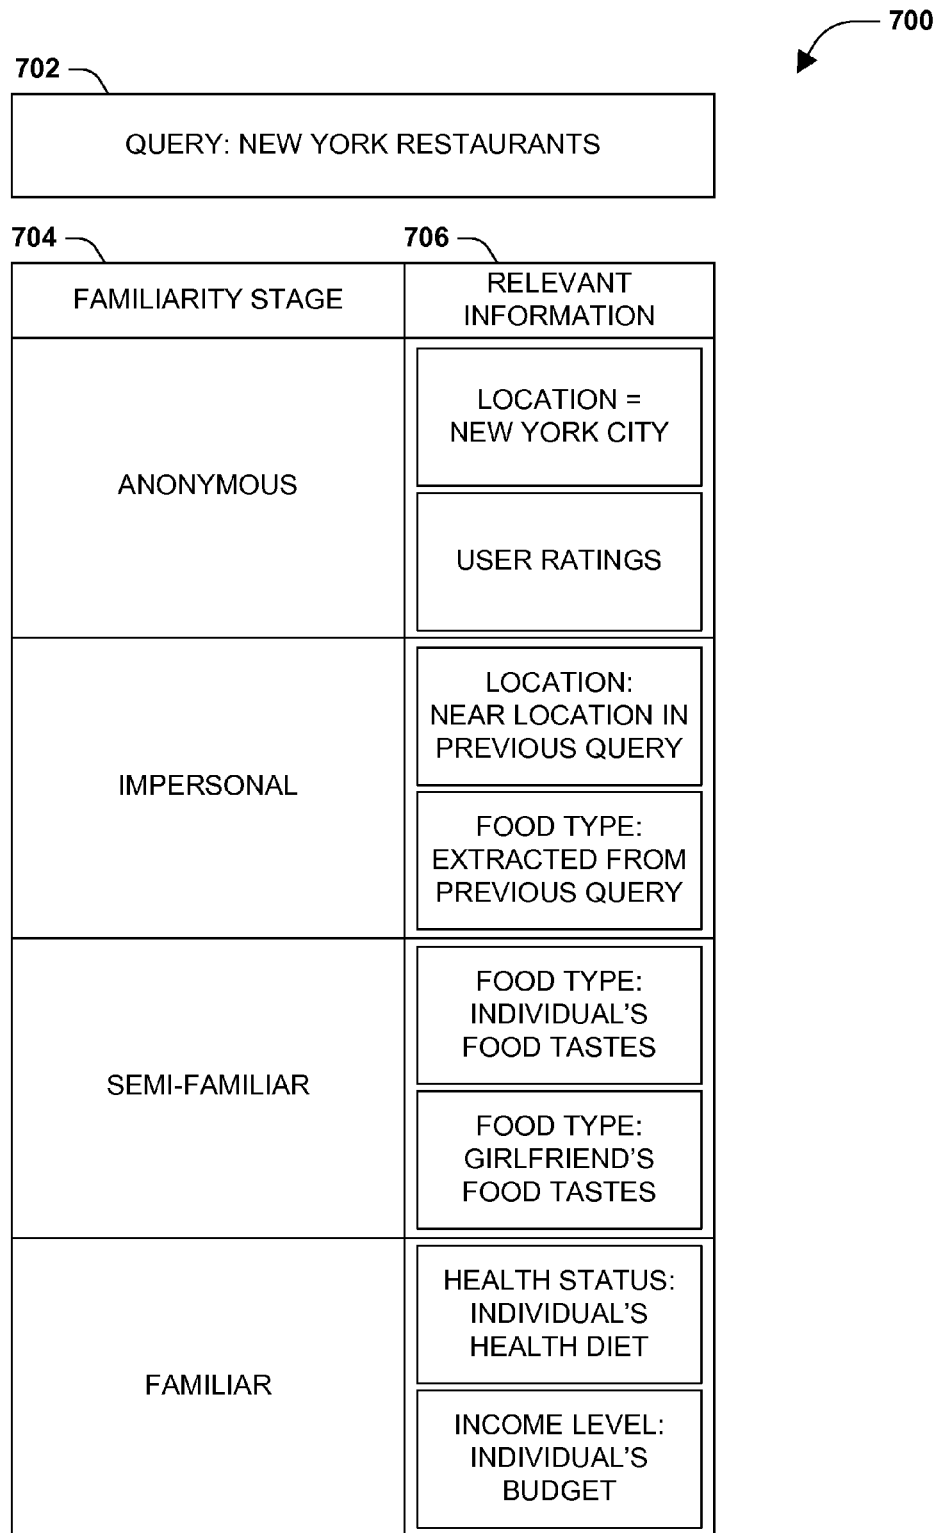 700
702
QUERY: NEW YORK RESTAURANTS
704
706
FAMILIARITY STAGE
RELEVANT
INFORMATION
ANONYMOUS
LOCATION =
NEW YORK CITY
USER RATINGS
IMPERSONAL
LOCATION:
NEAR LOCATION IN
PREVIOUS QUERY
FOOD TYPE:
EXTRACTED FROM
PREVIOUS QUERY
SEMI-FAMILIAR
FOOD TYPE:
INDIVIDUAL'S
FOOD TASTES
FOOD TYPE:
GIRLFRIEND'S
FOOD TASTES
FAMILIAR
HEALTH STATUS:
INDIVIDUAL'S
HEALTH DIET
INCOME LEVEL:
INDIVIDUAL'S
BUDGET